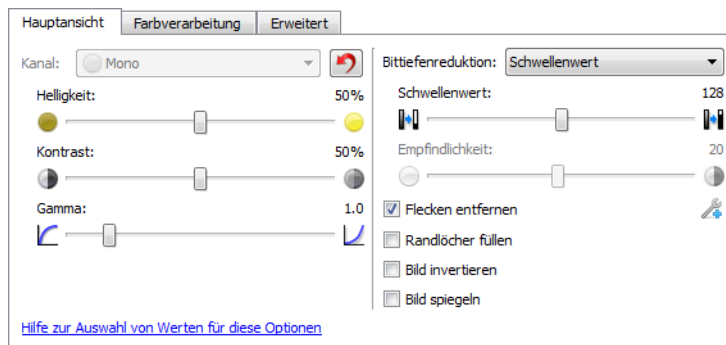 Hauptansicht Farbverarbeitung Erweitert
Kanal: Mono
Helligkeit: 50%
Kontrast: 50%
Gamma: 1.0
Hilfe zur Auswahl von Werten für diese Optionen
Bittiefenreduktion: Schwellenwert
Schwellenwert: 128
Empfindlichkeit: 20
Flecken entfernen
Randlöcher füllen
Bild invertieren
Bild spiegeln